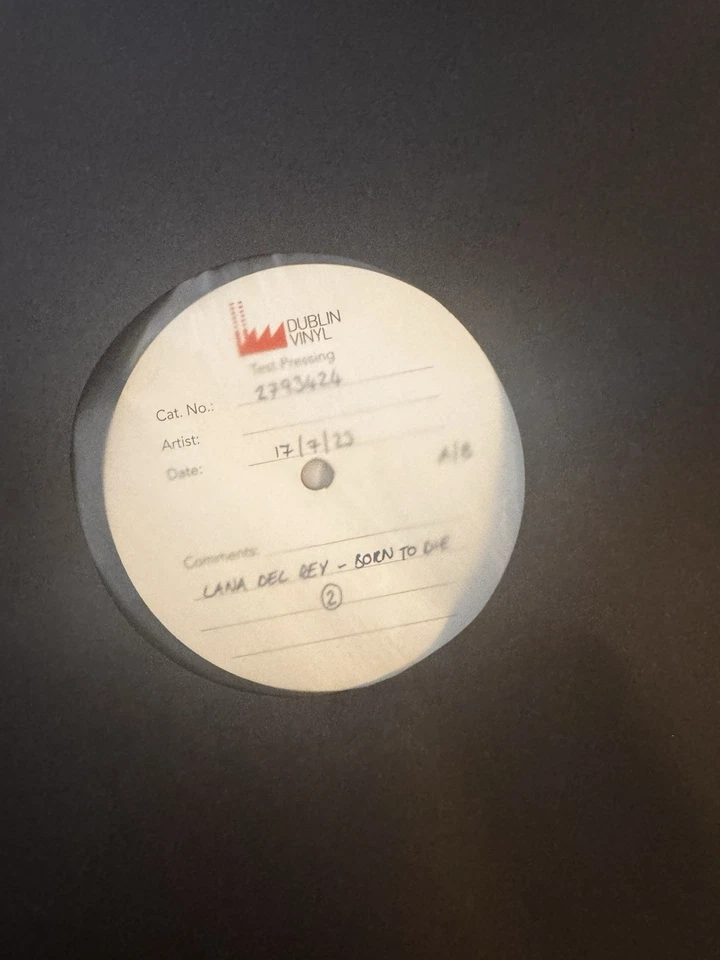 DUBLIN
VINYL
Test Pressing
Cat. No.: 2793424
Artist:
Date: 17/7/23
A/B
Comments:
LANA DEL REY - BORN TO DIE
2